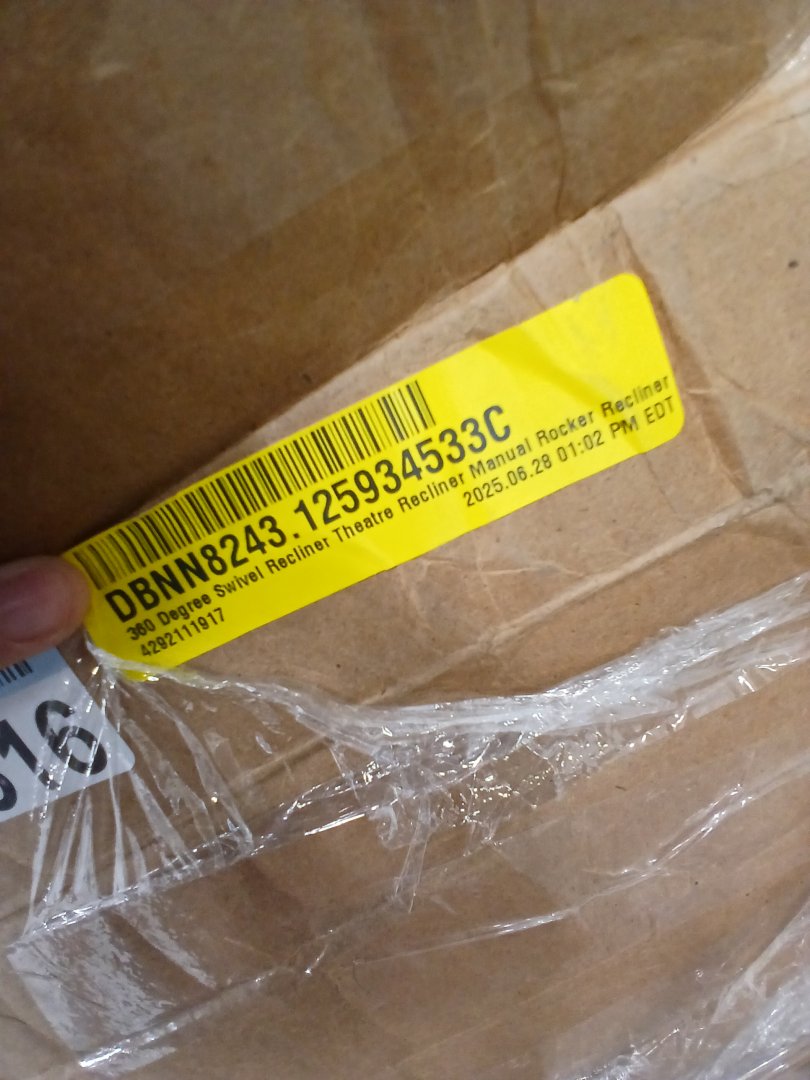 DBNN8243.125934533C
360 Degree Swivel Recliner Theatre Recliner Manual Rocker Recliner
4292111917
2025.06.28 01:02 PM EDT
16